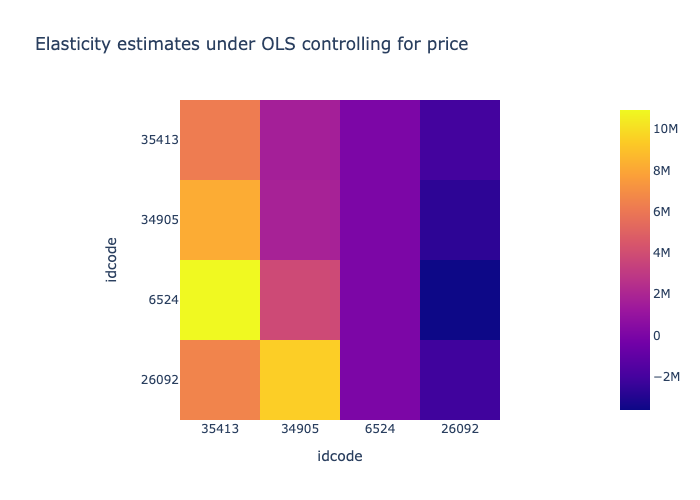 Elasticity estimates under OLS controlling for price
35413
34905
6524
26092
idcode
35413 34905 6524 26092
idcode
10M
8M
6M
4M
2M
0
−2M